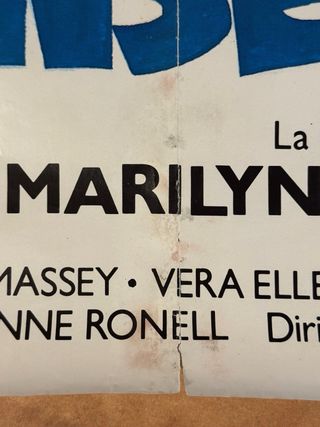 La
MARILYN
MASSEY • VERA ELLE
NNE RONELL Diri